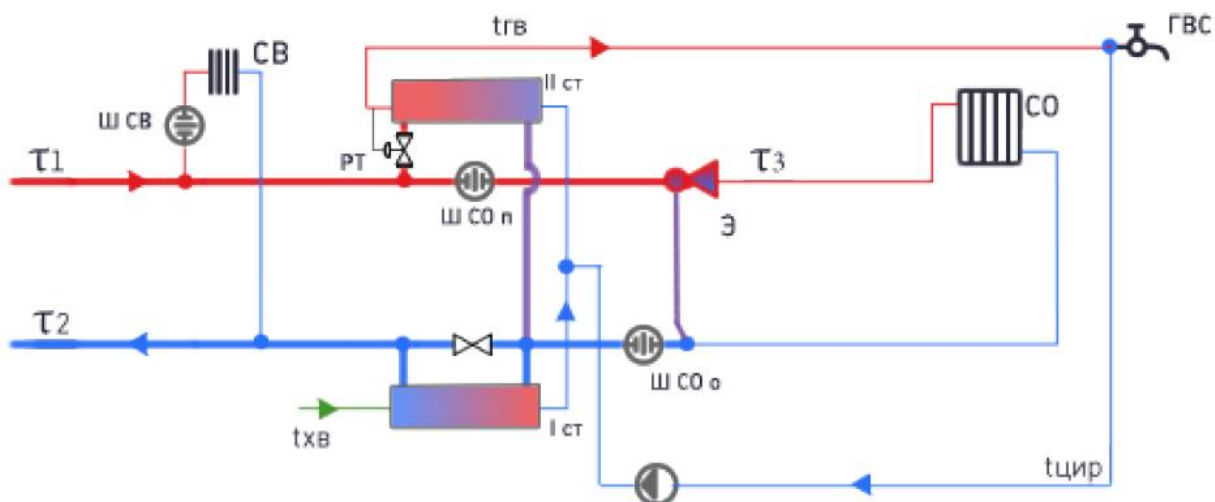 tгв
ГВС
СВ
II ст
СО
Ш СВ
РТ
τ1
τ3
Ш СО п
Э
τ2
Ш СО о
I ст
tхв
tцир